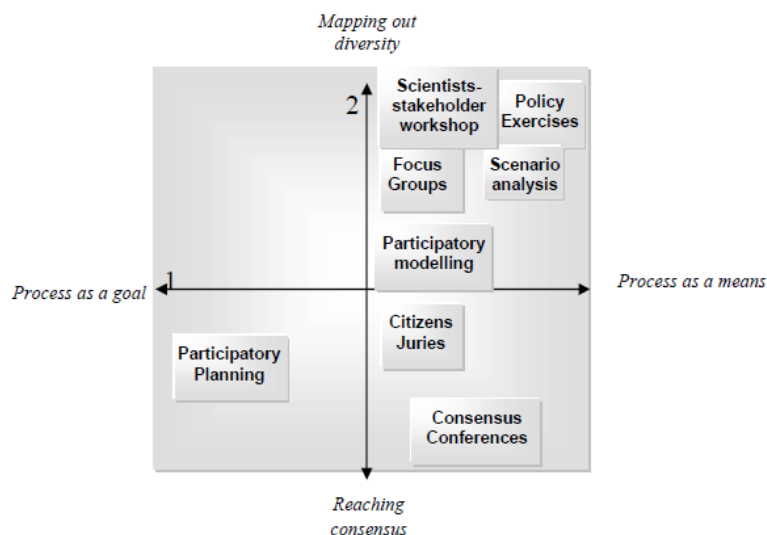 Mapping out
diversity
2
Scientists-
stakeholder
workshop
Policy
Exercises
Focus
Groups
Scenario
analysis
Participatory
modelling
1
Process as a goal
Process as a means
Citizens
Juries
Participatory
Planning
Consensus
Conferences
Reaching
consensus